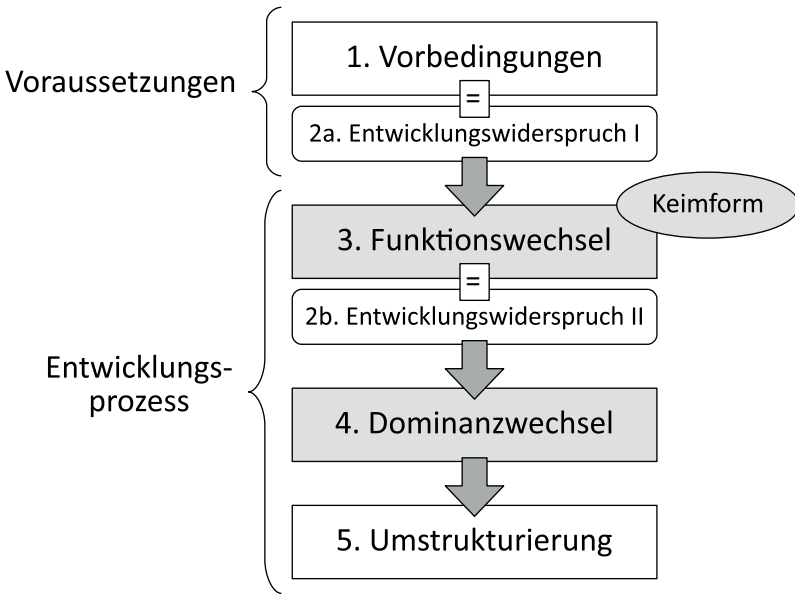 Voraussetzungen
1. Vorbedingungen
=
2a. Entwicklungswiderspruch I
Keimform
3. Funktionswechsel
=
2b. Entwicklungswiderspruch II
Entwicklungs-
prozess
4. Dominanzwechsel
5. Umstrukturierung